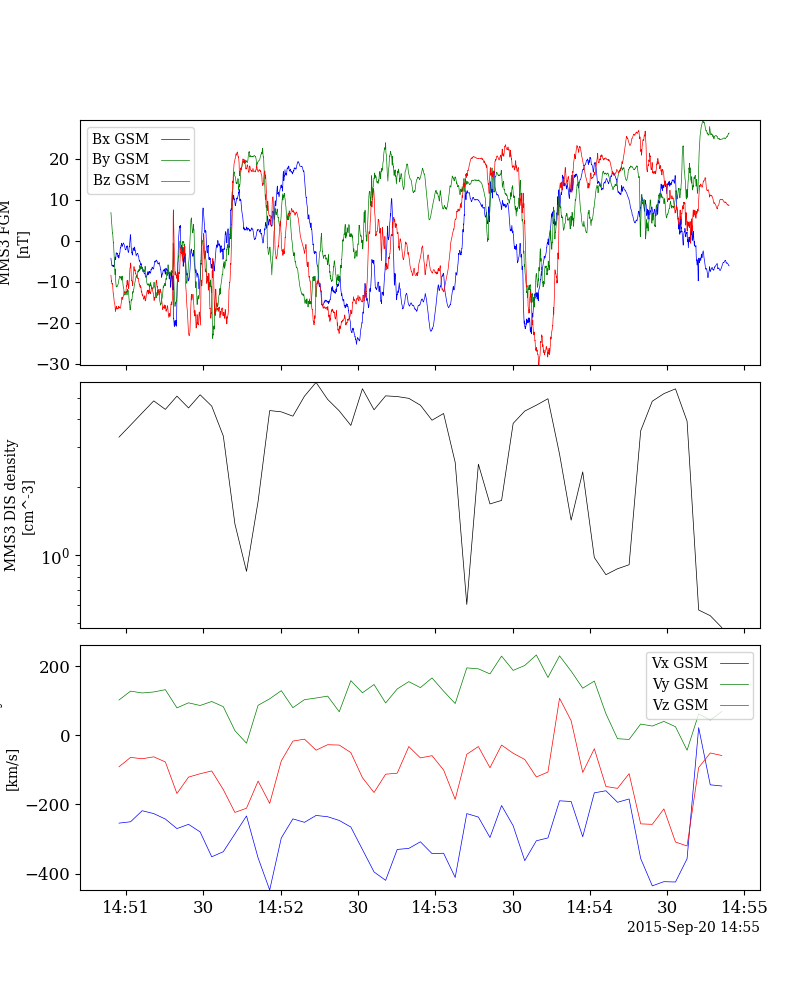 MMS3 FGM
[nT]
Bx GSM
By GSM
Bz GSM
20
10
0
−10
−20
−30
MMS3 DIS density
[cm^-3]
10^0
[km/s]
Vx GSM
Vy GSM
Vz GSM
200
0
−200
−400
14:51 30 14:52 30 14:53 30 14:54 30 14:55
2015-Sep-20 14:55